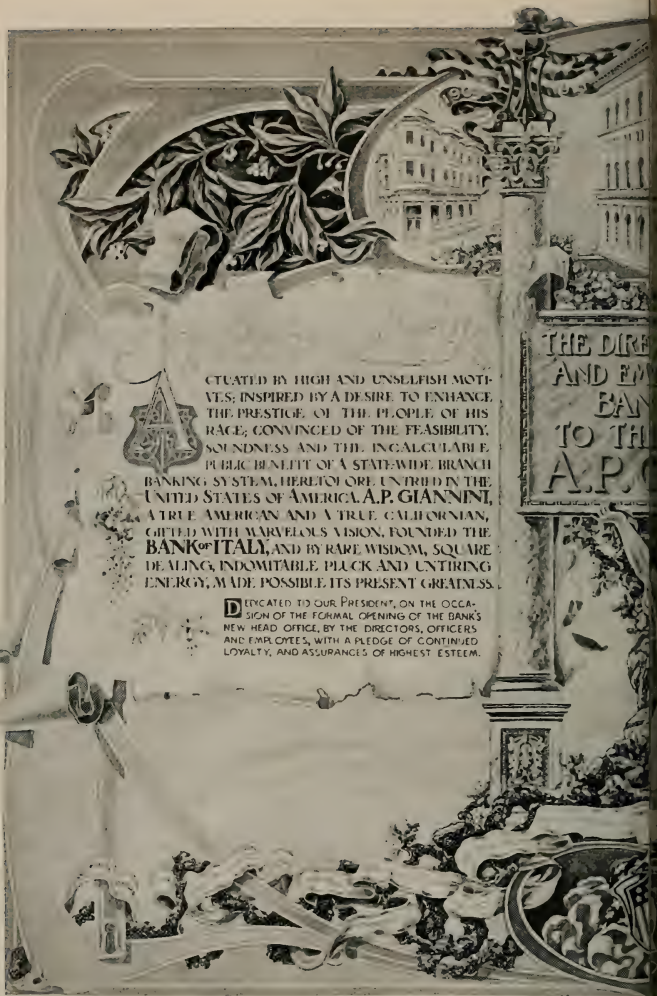 ACTUATED BY HIGH AND UNSELFISH MOTI-
VES; INSPIRED BY A DESIRE TO ENHANCE
THE PRESTIGE OF THE PEOPLE OF HIS
RACE; CONVINCED OF THE FEASIBILITY,
SOUNDNESS AND THE INCALCULABLE
PUBLIC BENEFIT OF A STATEWIDE BRANCH
BANKING SYSTEM, HERETOFORE UNTRIED IN THE
UNITED STATES OF AMERICA. A.P. GIANNINI,
A TRUE AMERICAN AND A TRUE CALIFORNIAN,
GIFTED WITH MARVELOUS VISION, FOUNDED THE
BANK OF ITALY, AND BY RARE WISDOM, SQUARE
DEALING, INDOMITABLE PLUCK AND UNTIRING
ENERGY, MADE POSSIBLE ITS PRESENT GREATNESS.
DEDICATED TO OUR PRESIDENT, ON THE OCCA-
SION OF THE FORMAL OPENING OF THE BANK'S
NEW HEAD OFFICE, BY THE DIRECTORS, OFFICERS
AND EMPLOYEES, WITH A PLEDGE OF CONTINUED
LOYALTY, AND ASSURANCES OF HIGHEST ESTEEM.
THE DIRE
AND EM
BAN
TO TH
A.P. G